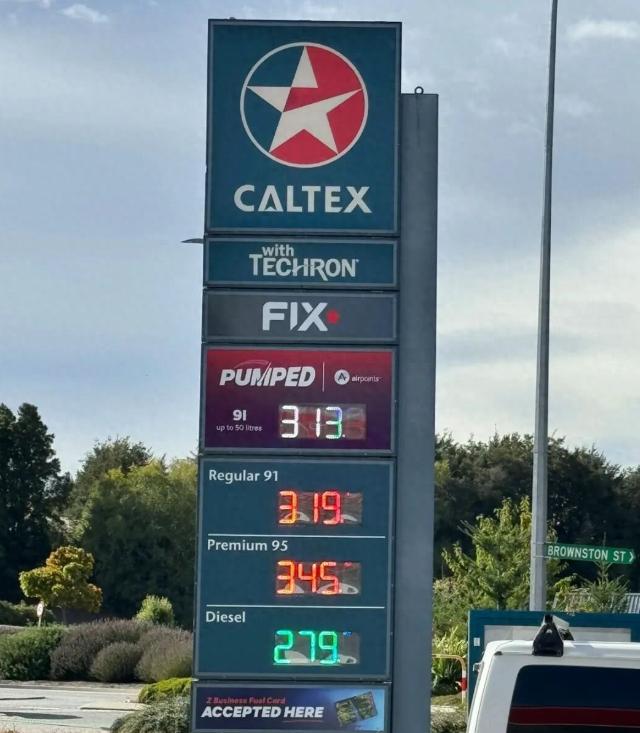 CALTEX
with
TECHRON
FIX
PUMPED airpoints
91
up to 50 litres
313
Regular 91
319
Premium 95
345
Diesel
279
Z Business Fuel Card
ACCEPTED HERE
BROWNSTON ST